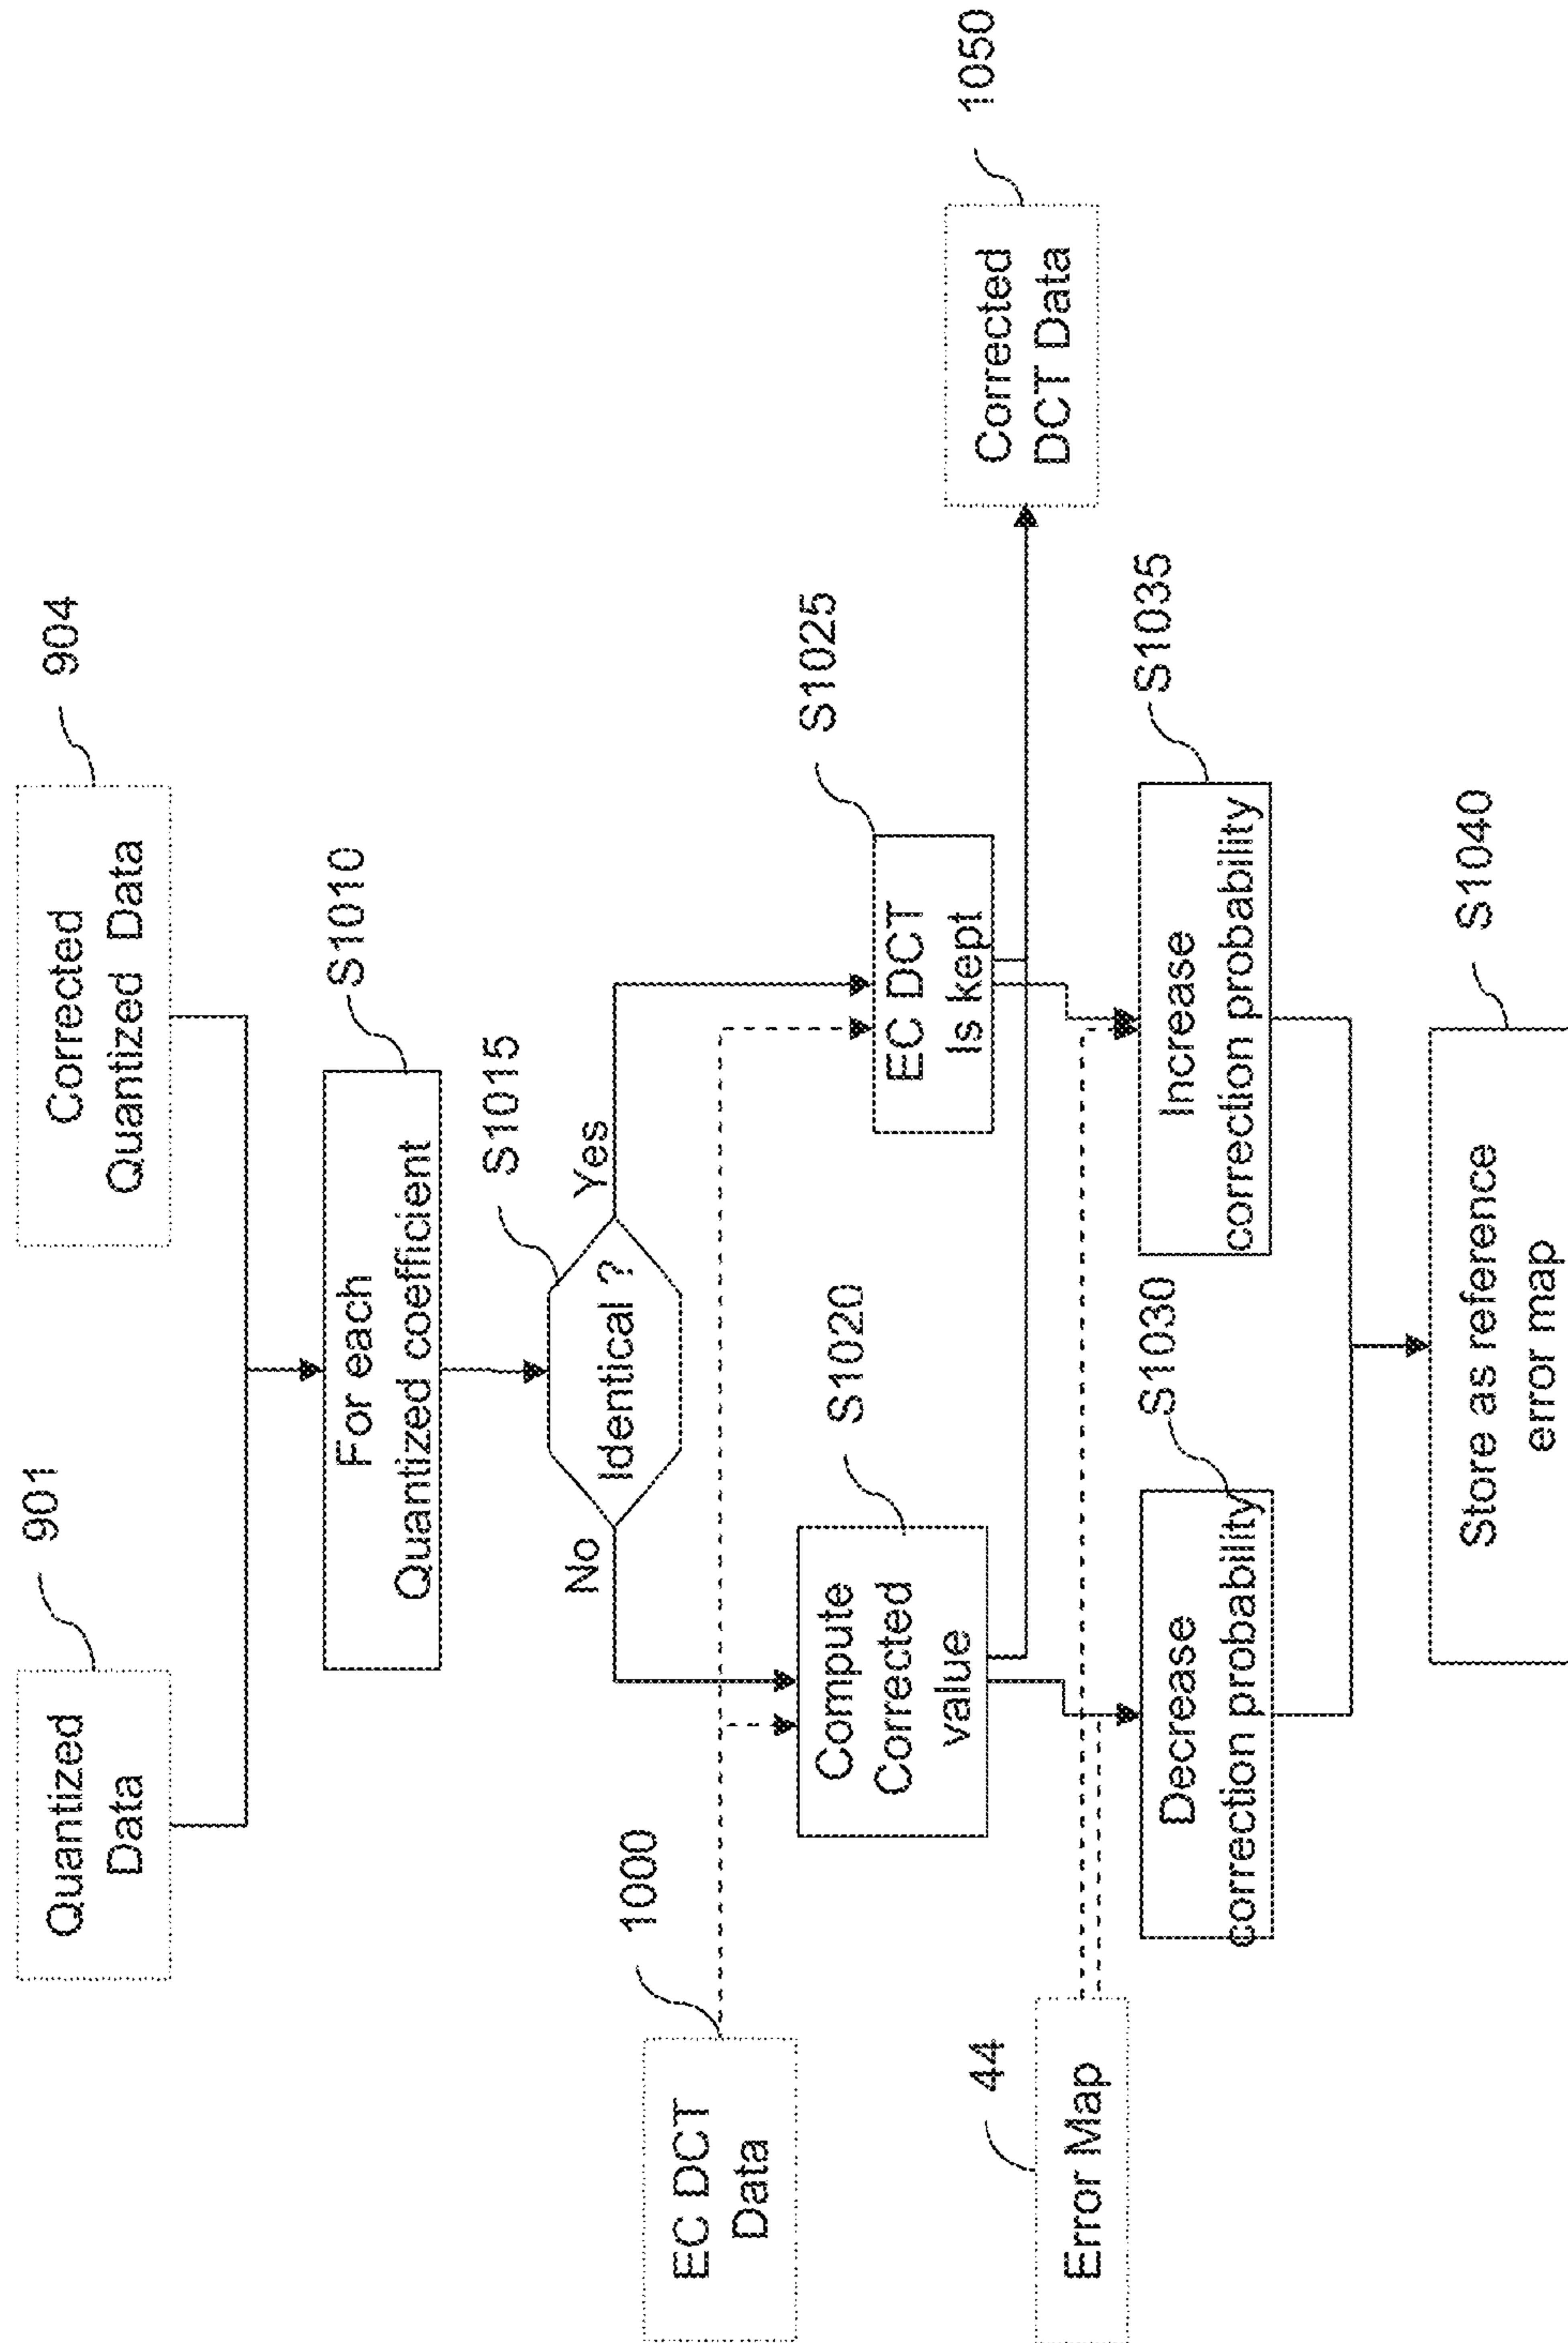 901
Quantized
Data
904
Corrected
Quantized Data
S1010
For each
Quantized coefficient
S1015
Identical ?
No
Yes
1000
EC DCT
Data
S1020
Compute
Corrected
value
S1025
EC DCT
Is kept
1050
Corrected
DCT Data
44
Error Map
S1030
Decrease
correction probability
S1035
Increase
correction probability
S1040
Store as reference
error map